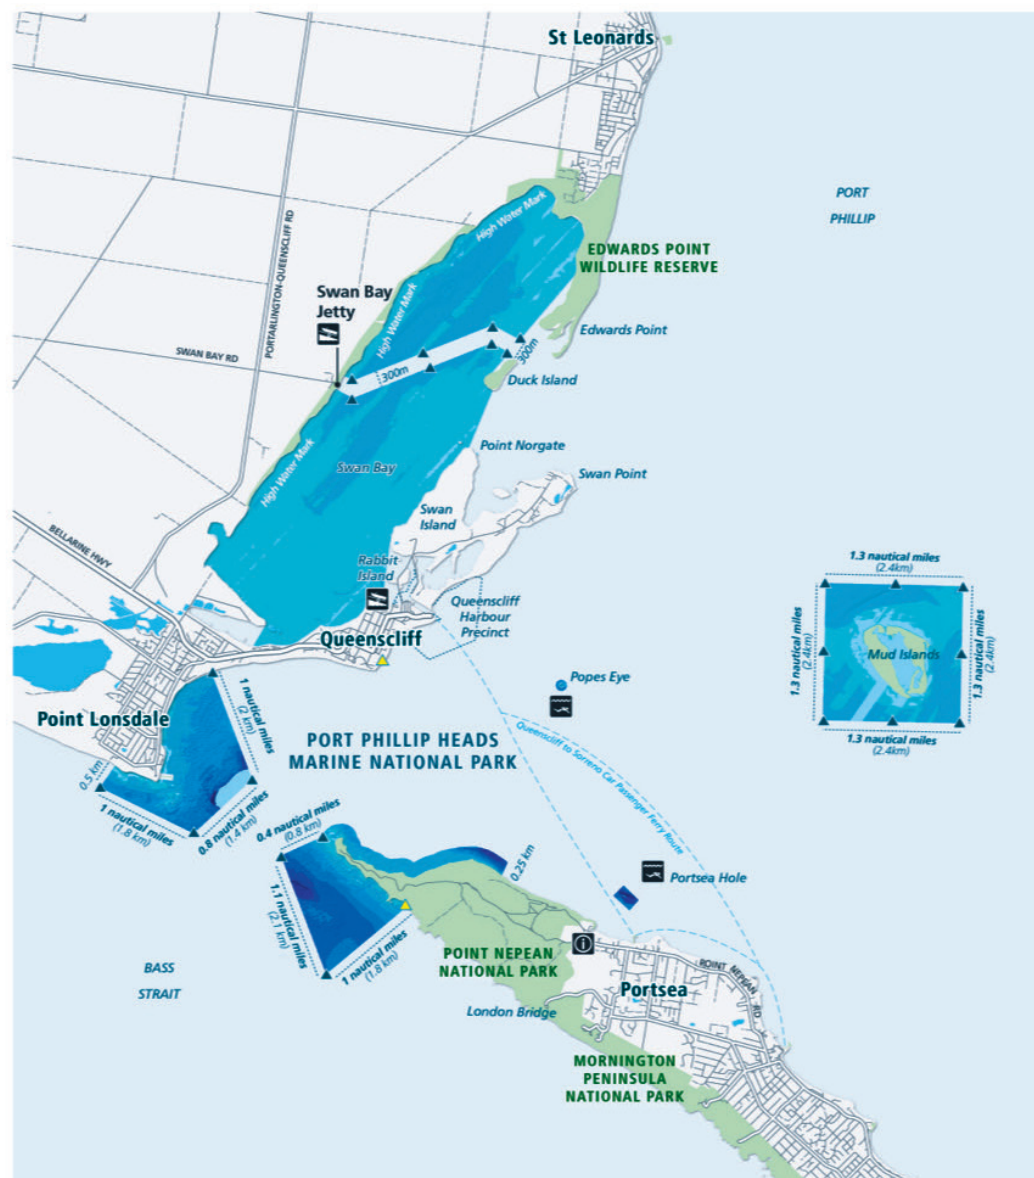 St Leonards
PORT
PHILLIP
High Water Mark
EDWARDS POINT
WILDLIFE RESERVE
PORTARLINGTON-QUEENSCLIFF RD
Swan Bay
Jetty
High Water Mark
Edwards Point
SWAN BAY RD
300m
300m
Duck Island
Point Norgate
Swan Point
Swan Bay
High Water Mark
Swan
Island
BELLARINE HWY
Rabbit
Island
Queenscliff
Harbour
Precinct
Queenscliff
1.3 nautical miles
(2.4km)
1.3 nautical miles
(2.4km)
Mud Islands
1.3 nautical miles
(2.4km)
1.3 nautical miles
(2.4km)
Popes Eye
Point Lonsdale
1 nautical miles
(2 km)
PORT PHILLIP HEADS
MARINE NATIONAL PARK
Queenscliff to Sorreno Car Passenger Ferry Route
0.5 km
1 nautical miles
(1.8 km)
0.8 nautical miles
(1.4 km)
0.4 nautical miles
(0.8 km)
0.25 km
Portsea Hole
1.1 nautical miles
(2.1 km)
1 nautical miles
(1.8 km)
POINT NEPEAN
NATIONAL PARK
i
POINT NEPEAN RD
Portsea
BASS
STRAIT
London Bridge
MORNINGTON
PENINSULA
NATIONAL PARK